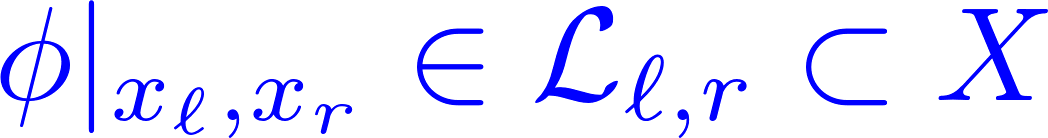 ϕ|_{x_ℓ,x_r} ∈ 𝓛_{ℓ,r} ⊂ X